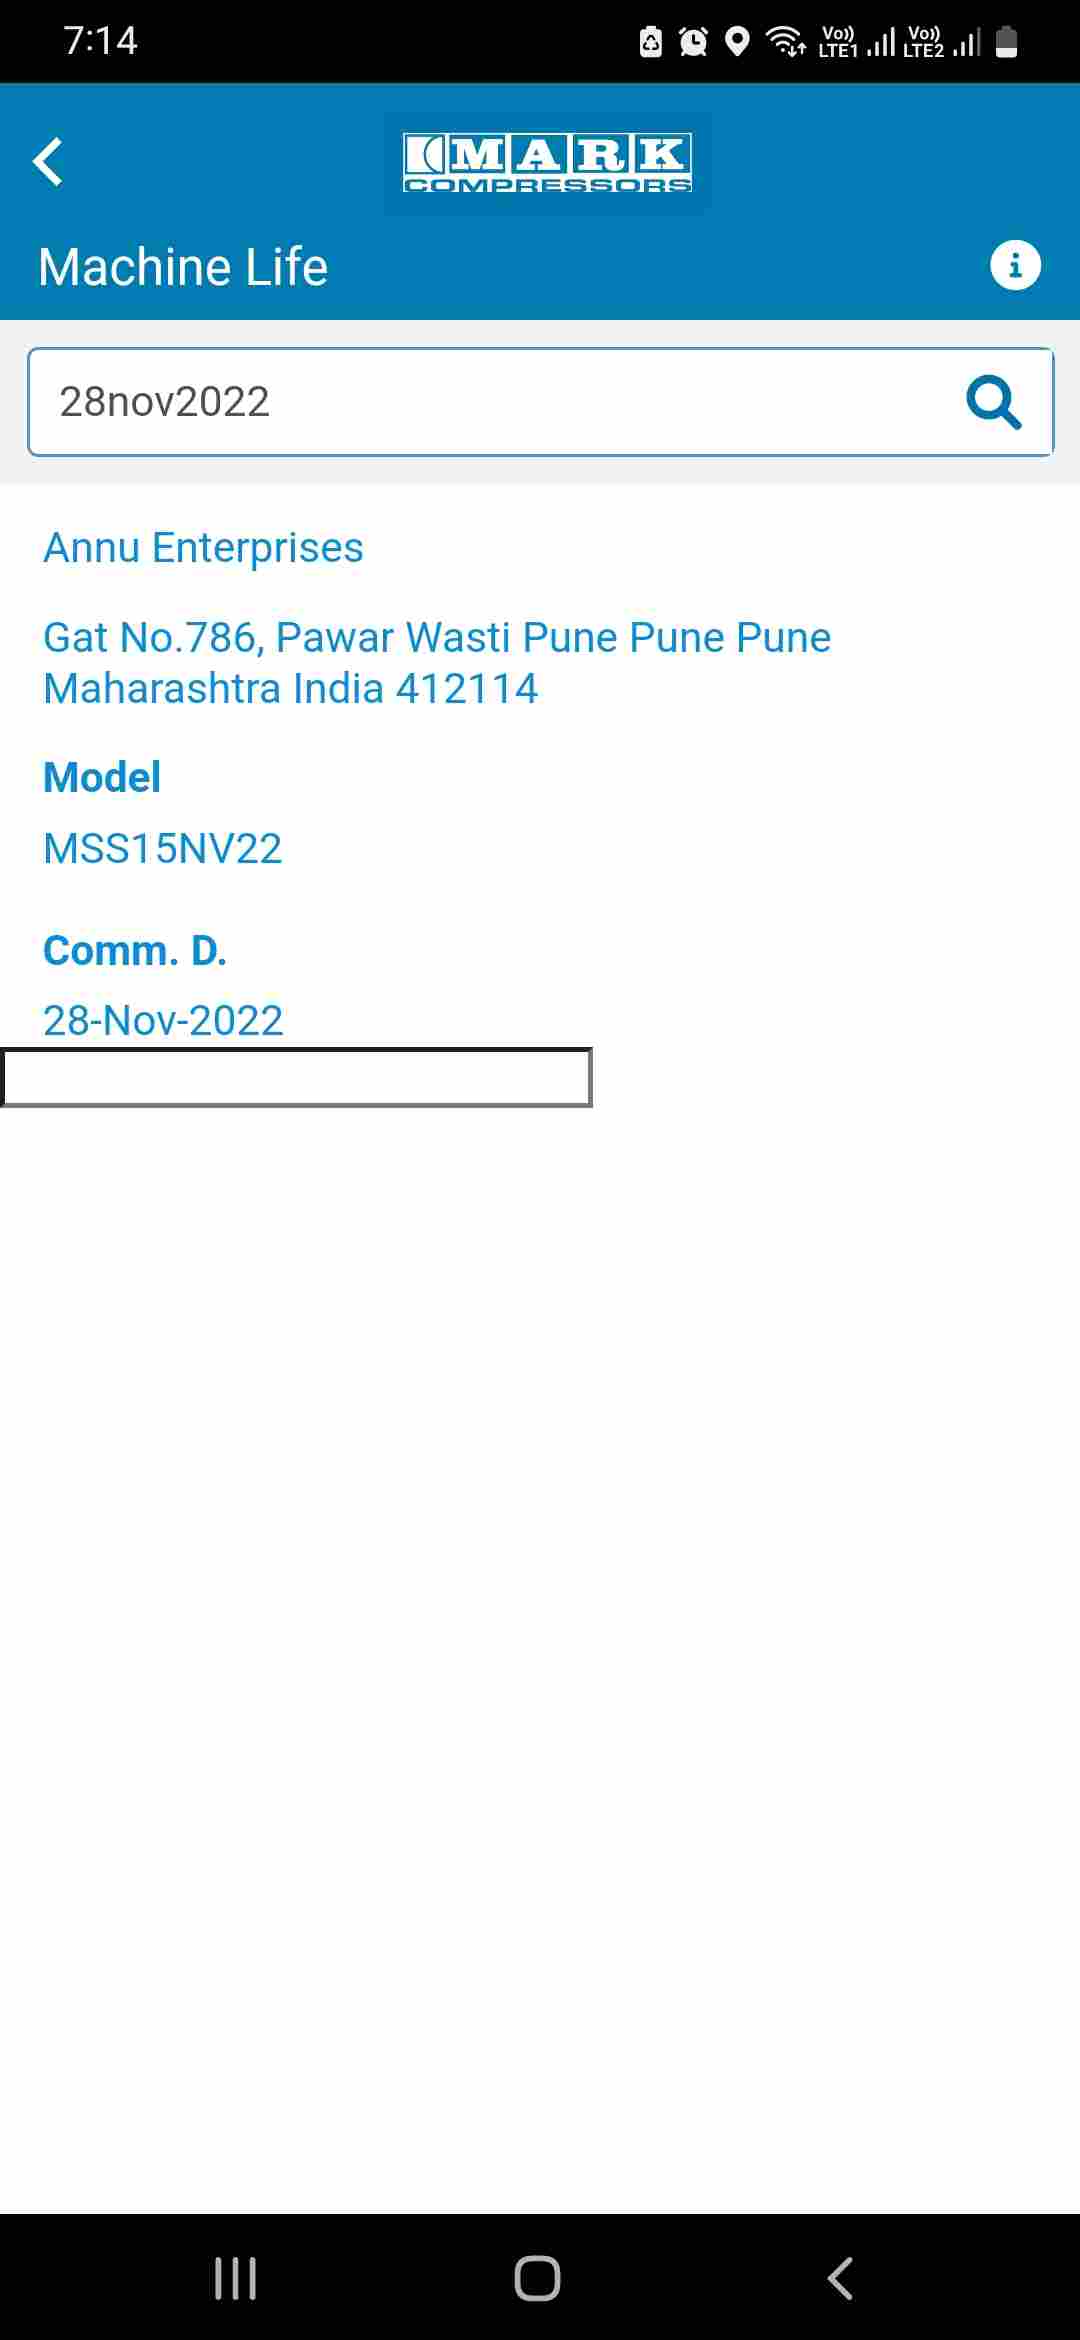 7:14
Vo)) LTE1 Vo)) LTE2
MARK
COMPRESSORS
Machine Life
28nov2022
Annu Enterprises
Gat No.786, Pawar Wasti Pune Pune Pune
Maharashtra India 412114
Model
MSS15NV22
Comm. D.
28-Nov-2022